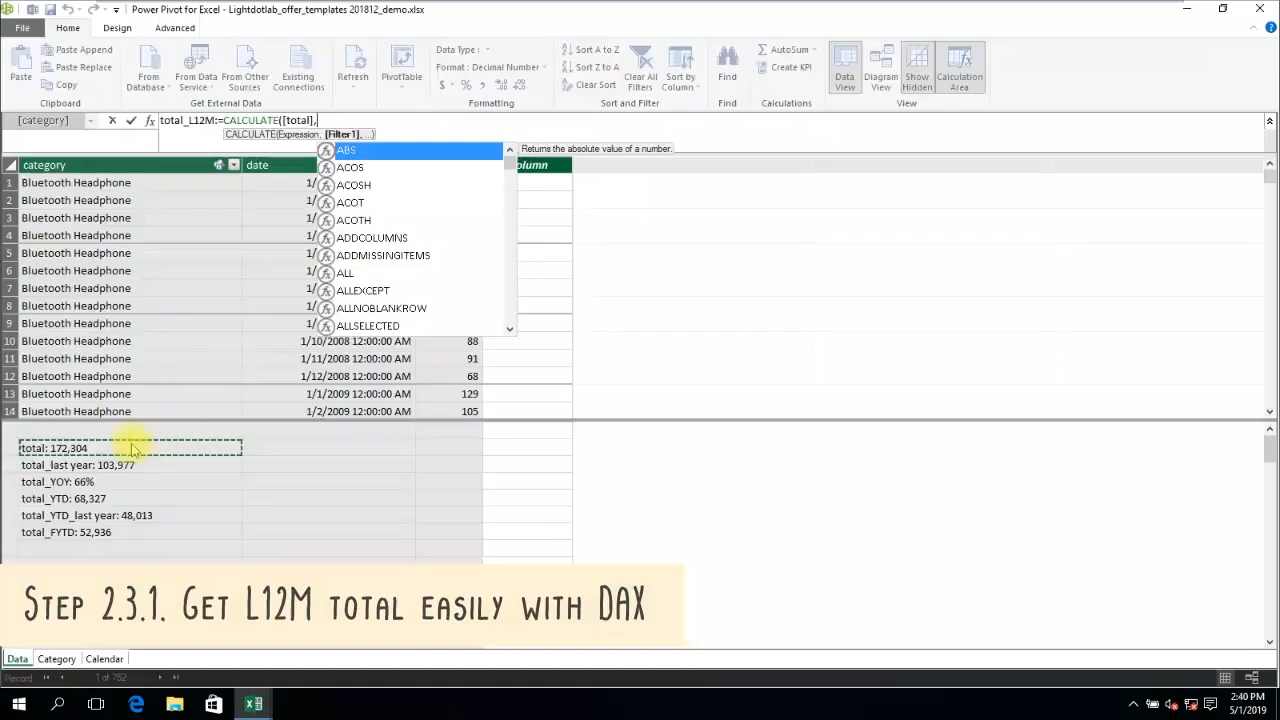 Power Pivot for Excel - Lightdotlab_offer_templates 201812_demo.xlsx
File Home Design Advanced
Paste
Paste Append
Paste Replace
Copy
Clipboard
From Database
From Data Service
From Other Sources
Existing Connections
Get External Data
Refresh
PivotTable
Data Type :
Format : Decimal Number
$ % 
Formatting
Sort A to Z
Sort Z to A
Clear Sort
Clear All Filters
Sort by Column
Sort and Filter
Find
Find
AutoSum
Create KPI
Calculations
Data View
Diagram View
Show Hidden
Calculation Area
View
[category] fx total_L12M:=CALCULATE([total],
CALCULATE(Expression, [Filter1], ...)
ABS
Returns the absolute value of a number.
ACOS
ACOSH
ACOT
ACOTH
ADDCOLUMNS
ADDMISSINGITEMS
ALL
ALLEXCEPT
ALLNOBLANKROW
ALLSELECTED
category date olumn
1 Bluetooth Headphone 1/
2 Bluetooth Headphone 1/
3 Bluetooth Headphone 1/
4 Bluetooth Headphone 1/
5 Bluetooth Headphone 1/
6 Bluetooth Headphone 1/
7 Bluetooth Headphone 1/
8 Bluetooth Headphone 1/
9 Bluetooth Headphone 1/
10 Bluetooth Headphone 1/10/2008 12:00:00 AM 88
11 Bluetooth Headphone 1/11/2008 12:00:00 AM 91
12 Bluetooth Headphone 1/12/2008 12:00:00 AM 68
13 Bluetooth Headphone 1/1/2009 12:00:00 AM 129
14 Bluetooth Headphone 1/2/2009 12:00:00 AM 105
total: 172,304
total_last year: 103,977
total_YOY: 66%
total_YTD: 68,327
total_YTD_last year: 48,013
total_FYTD: 52,936
Step 2.3.1. Get L12M total easily with DAX
Data Category Calendar
Record 1 of 752
2:40 PM
5/1/2019